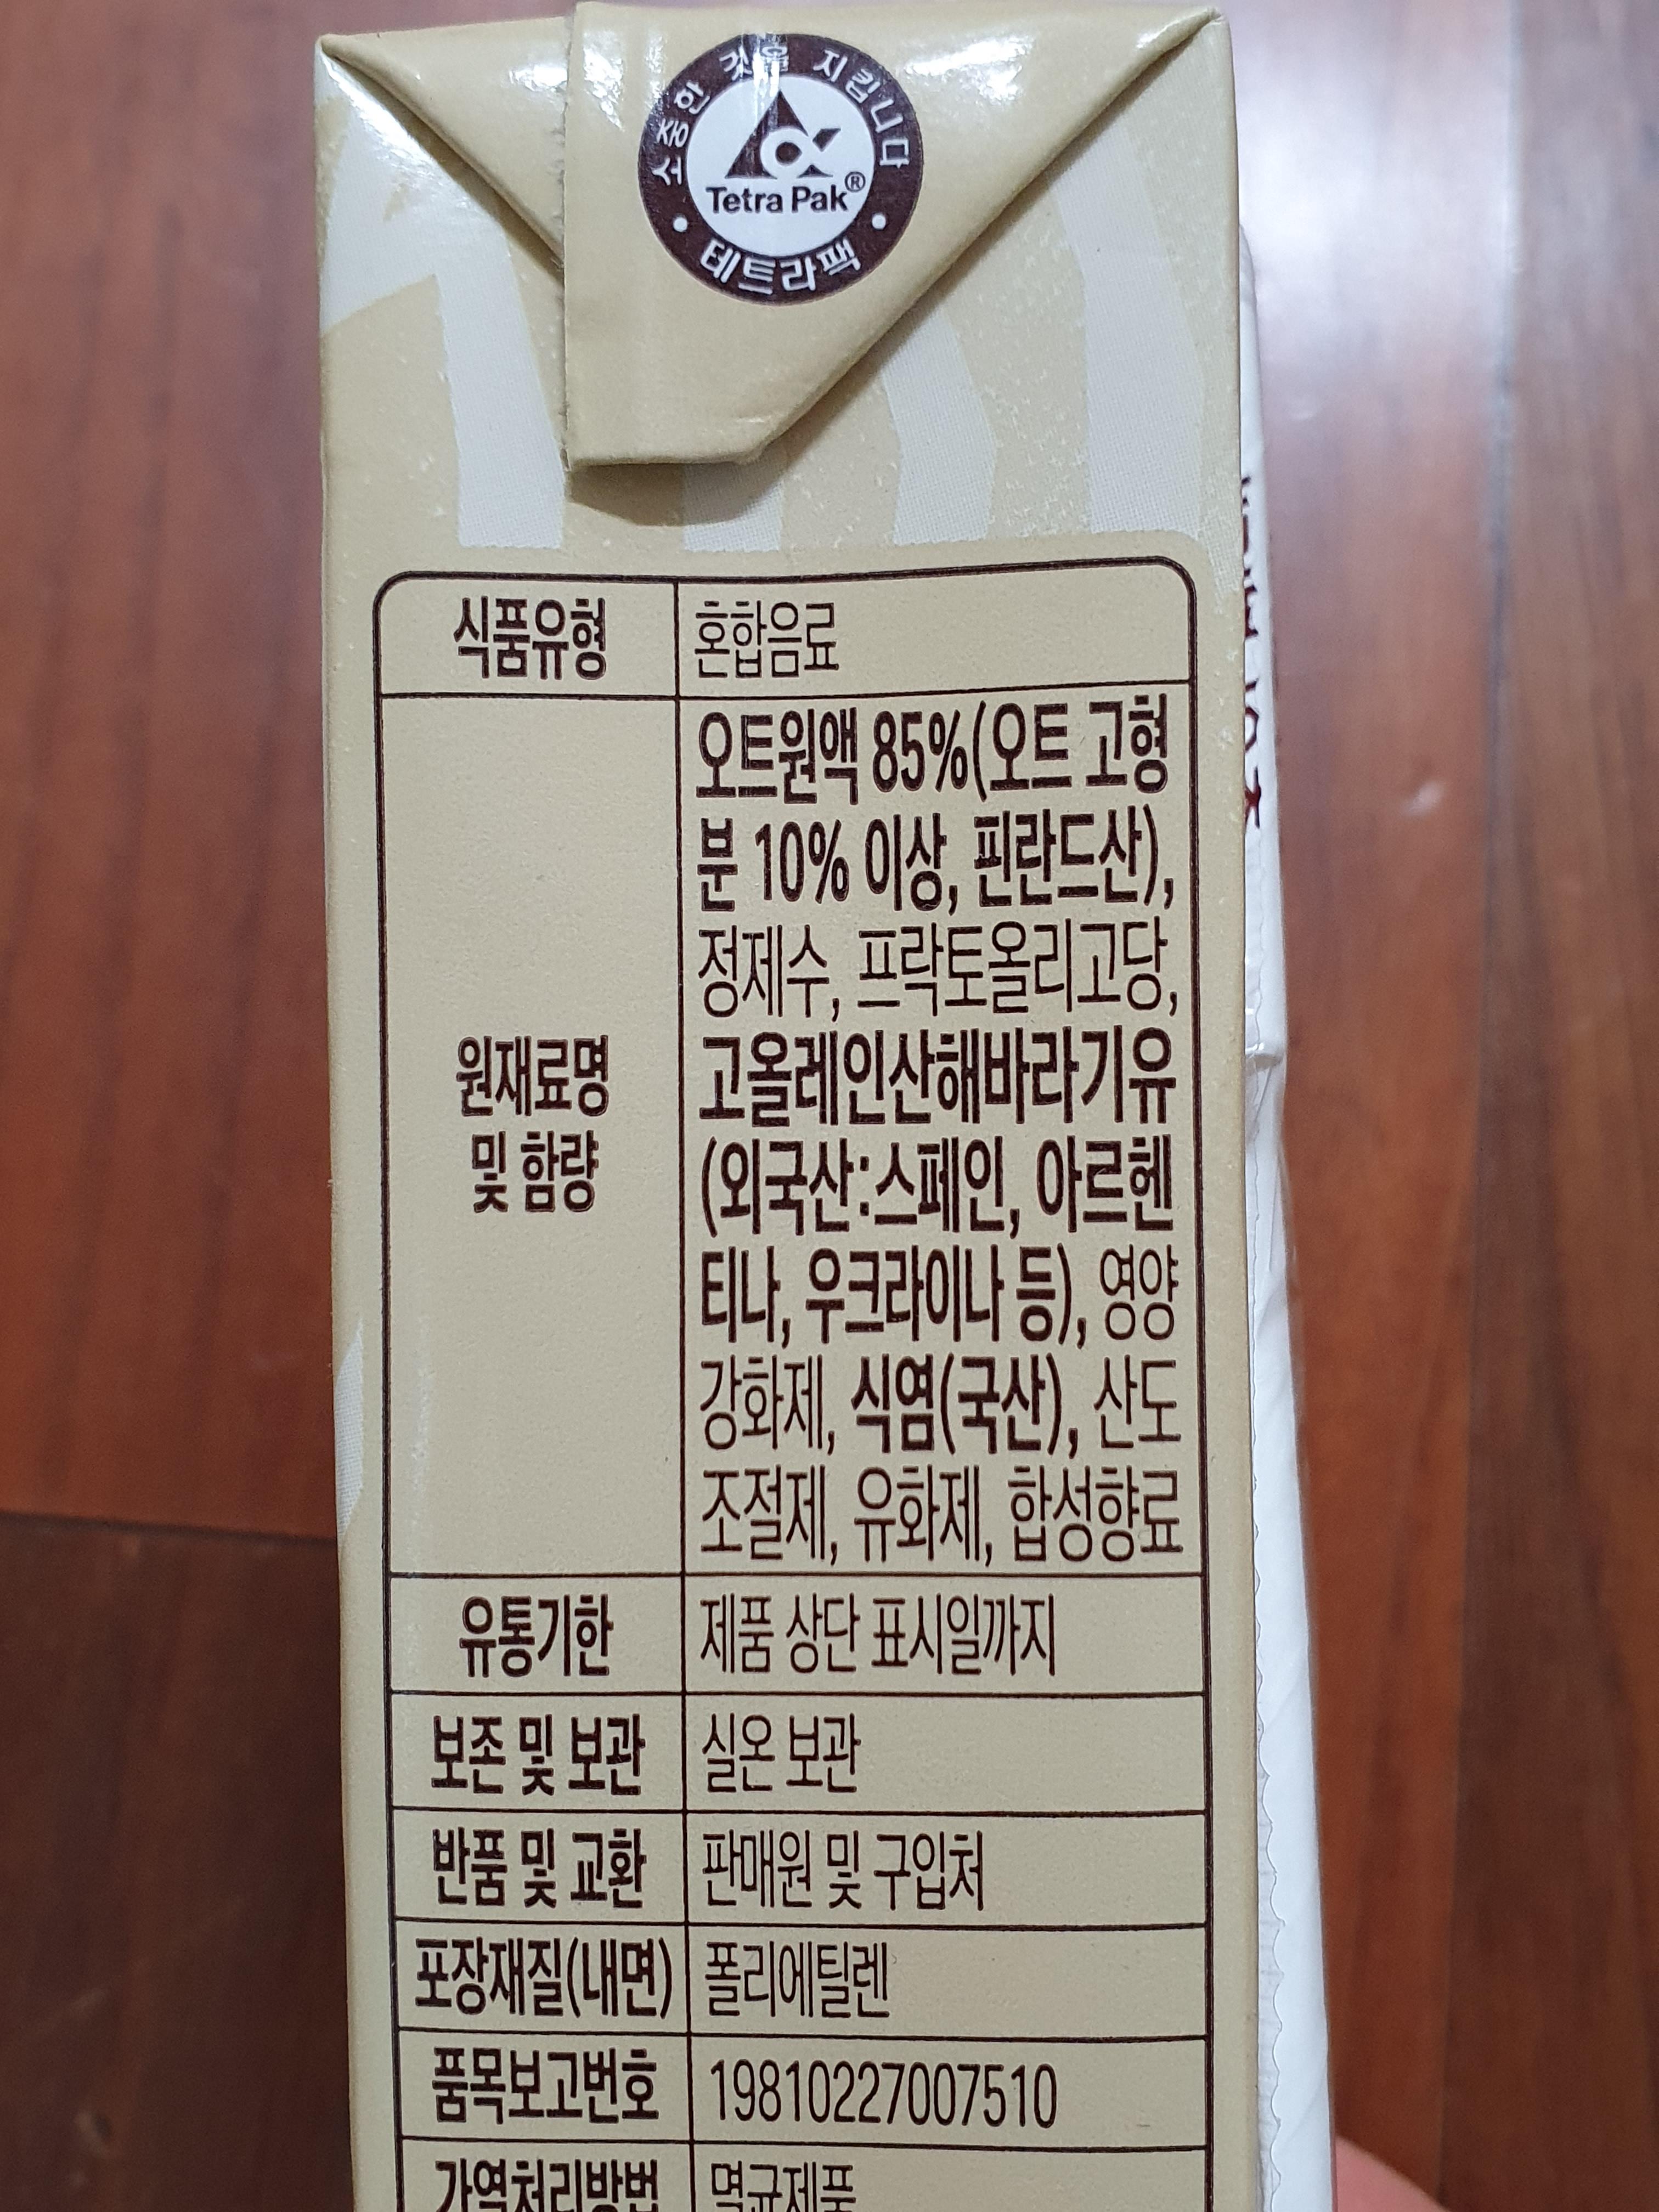 소중한 것을 지킵니다
Tetra Pak®
테트라팩
식품유형 혼합음료
원재료명
및 함량
오트원액 85%(오트 고형
분 10% 이상, 핀란드산),
정제수, 프락토올리고당,
고올레인산해바라기유
(외국산:스페인, 아르헨
티나, 우크라이나 등), 영양
강화제, 식염(국산), 산도
조절제, 유화제, 합성향료
유통기한 제품 상단 표시일까지
보존 및 보관 실온 보관
반품 및 교환 판매원 및 구입처
포장재질(내면) 폴리에틸렌
품목보고번호 19810227007510
가열처리방법 멸균제품